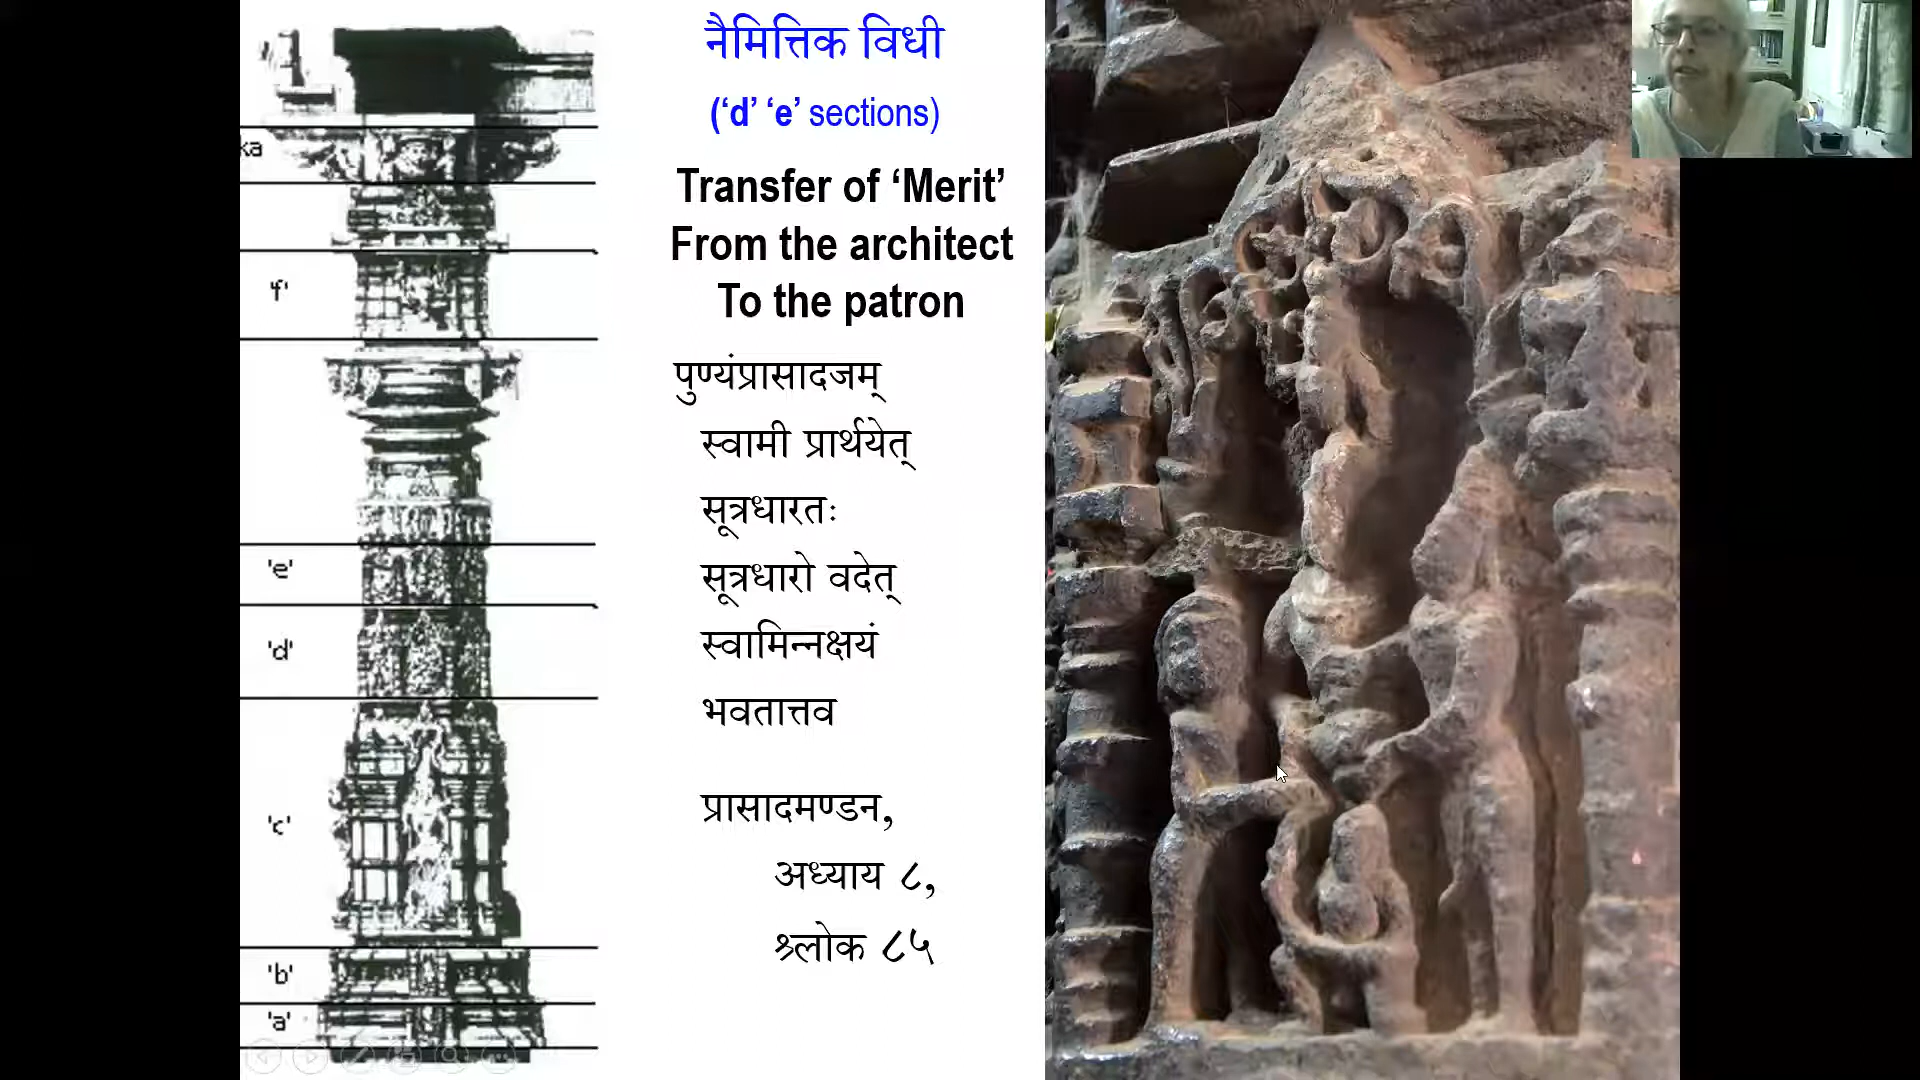 नैमित्तिक विधी
(‘d’ ‘e’ sections)
Transfer of ‘Merit’
From the architect
To the patron
पुण्यंप्रासादजम्
स्वामी प्रार्थयेत्
सूत्रधारतः
सूत्रधारो वदेत्
स्वामिन्नक्षयं
भवतात्तव
प्रासादमण्डन,
अध्याय ८,
श्लोक ८५
ka
'f'
'e'
'd'
'c'
'b'
'a'